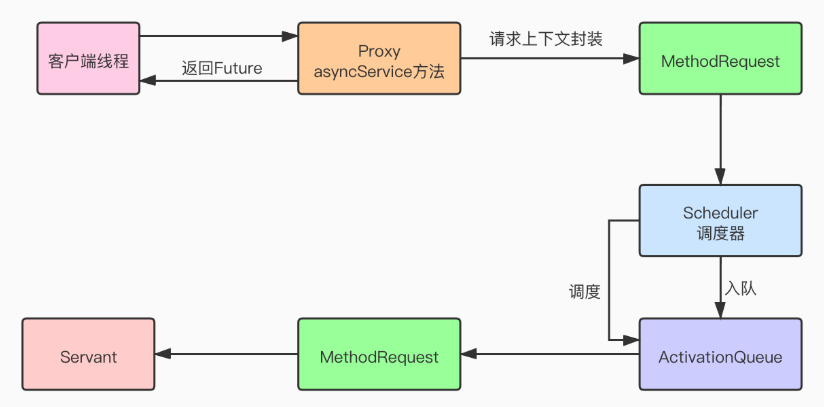 客户端线程
返回Future
Proxy
asyncService方法
请求上下文封装
MethodRequest
Scheduler
调度器
调度
入队
Servant
MethodRequest
ActivationQueue